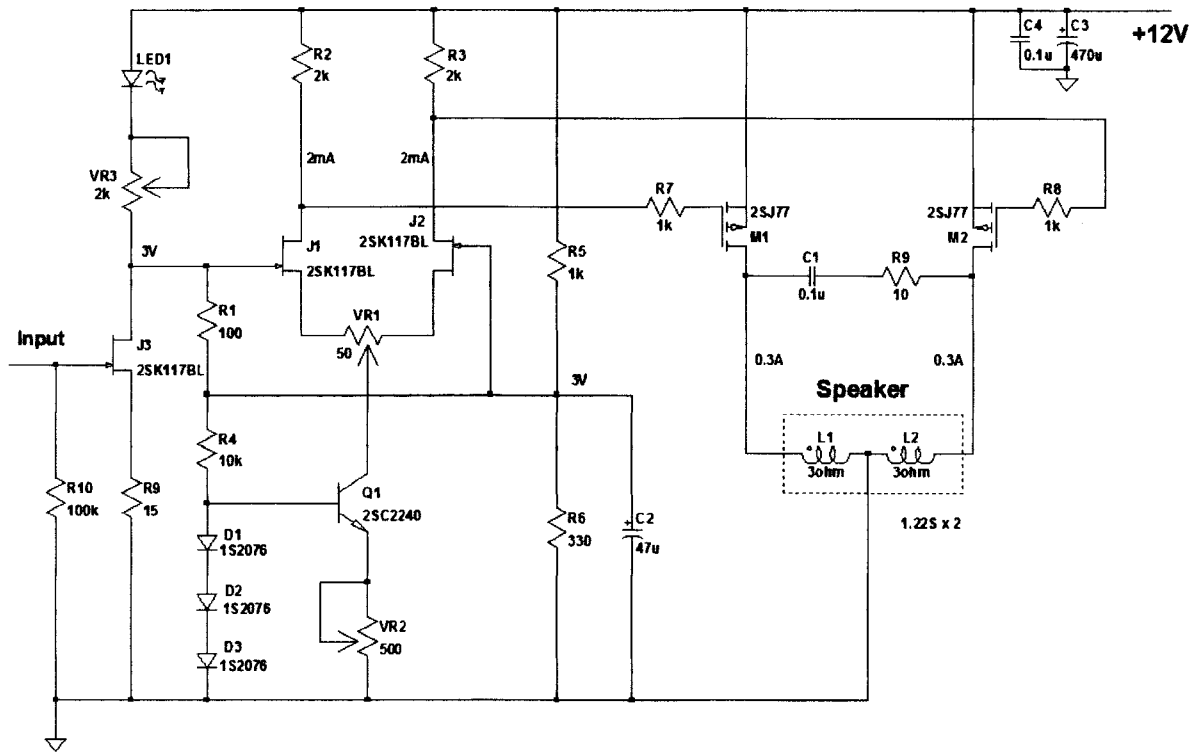 +12V
C4
0.1u
C3
470u
LED1
R2
2k
R3
2k
VR3
2k
2mA
2mA
3V
R7
1k
2SJ77
M1
2SJ77
M2
R8
1k
J1
2SK117BL
J2
2SK117BL
R5
1k
C1
0.1u
R9
10
R1
100
VR1
50
Input
J3
2SK117BL
3V
0.3A
0.3A
Speaker
L1
3ohm
L2
3ohm
1.22S x 2
R4
10k
R10
100k
R9
15
Q1
2SC2240
R6
330
C2
47u
D1
1S2076
D2
1S2076
D3
1S2076
VR2
500